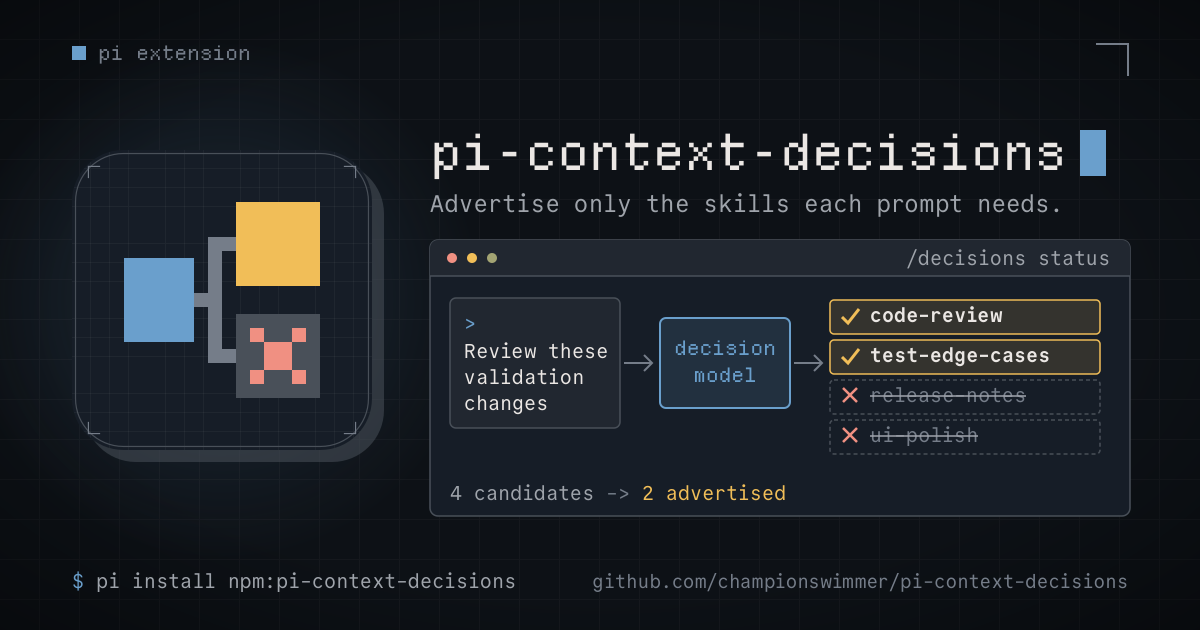 pi extension
pi-context-decisions
Advertise only the skills each prompt needs.
/decisions status
>
Review these
validation
changes
decision
model
code-review
test-edge-cases
release-notes
ui-polish
4 candidates -> 2 advertised
$ pi install npm:pi-context-decisions
github.com/championswimmer/pi-context-decisions